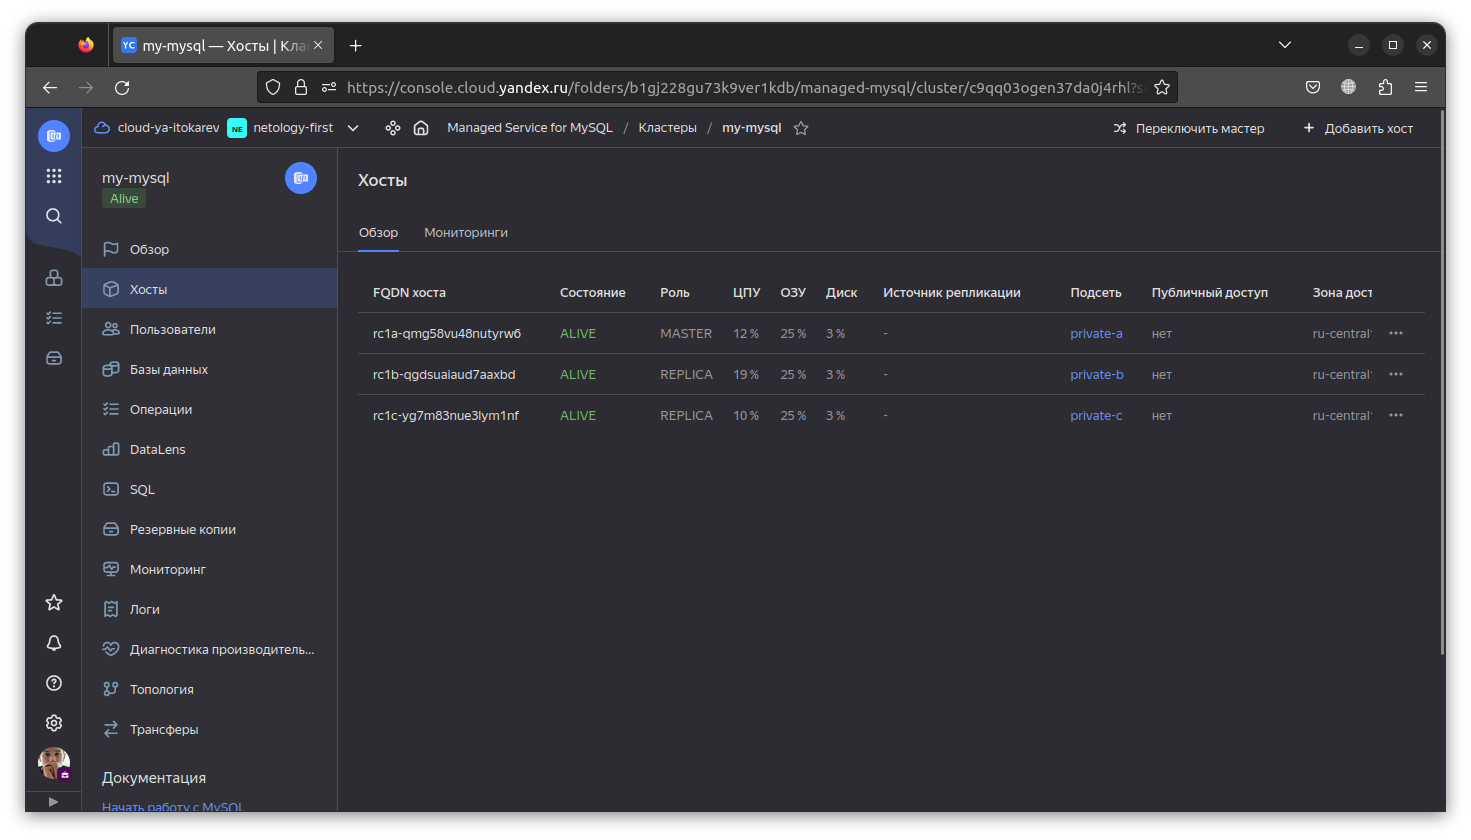 YC my-mysql — Хосты | Кла
https://console.cloud.yandex.ru/folders/b1gj228gu73k9ver1kdb/managed-mysql/cluster/c9qq03ogen37da0j4rhl?s
cloud-ya-itokarev NE netology-first Managed Service for MySQL / Кластеры / my-mysql Переключить мастер + Добавить хост
my-mysql
Alive
Обзор
Хосты
Пользователи
Базы данных
Операции
DataLens
SQL
Резервные копии
Мониторинг
Логи
Диагностика производитель...
Топология
Трансферы
Документация
Начать работу с MySQL
Хосты
Обзор Мониторинги
FQDN хоста Состояние Роль ЦПУ ОЗУ Диск Источник репликации Подсеть Публичный доступ Зона дост
rc1a-qmg58vu48nutyrw6 ALIVE MASTER 12 % 25 % 3 % - private-a нет ru-central1
rc1b-qgdsuaiaud7aaxbd ALIVE REPLICA 19 % 25 % 3 % - private-b нет ru-central1
rc1c-yg7m83nue3lym1nf ALIVE REPLICA 10 % 25 % 3 % - private-c нет ru-central1